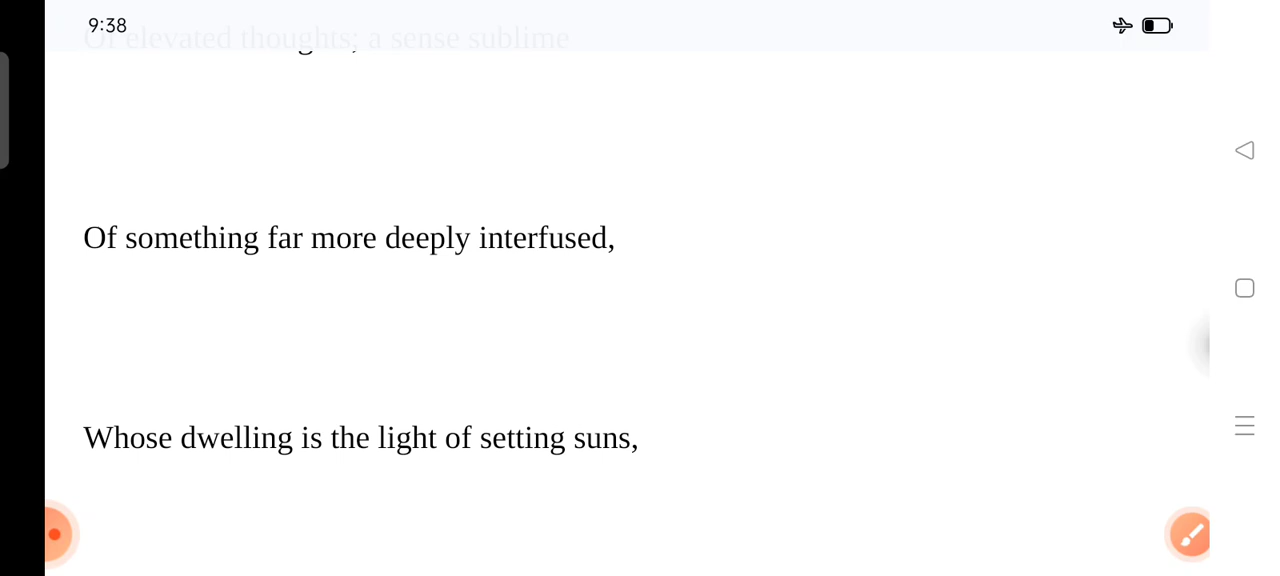 9:38
Of elevated thoughts; a sense sublime
Of something far more deeply interfused,
Whose dwelling is the light of setting suns,